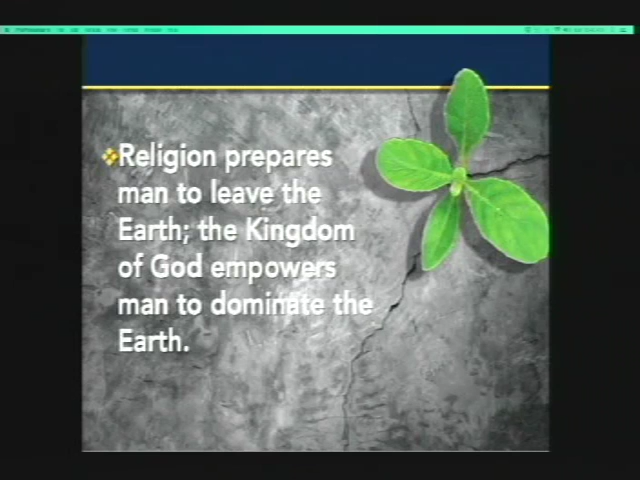 Religion prepares
man to leave the
Earth; the Kingdom
of God empowers
man to dominate the
Earth.